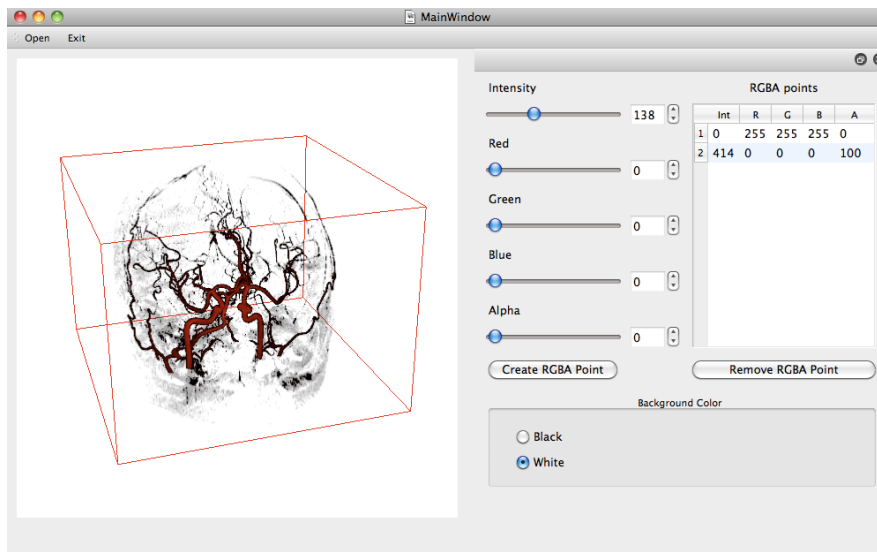 MainWindow
Open Exit
Intensity
138
Red
0
Green
0
Blue
0
Alpha
0
Create RGBA Point
RGBA points
Int R G B A
1 0 255 255 255 0
2 414 0 0 0 100
Remove RGBA Point
Background Color
Black
White